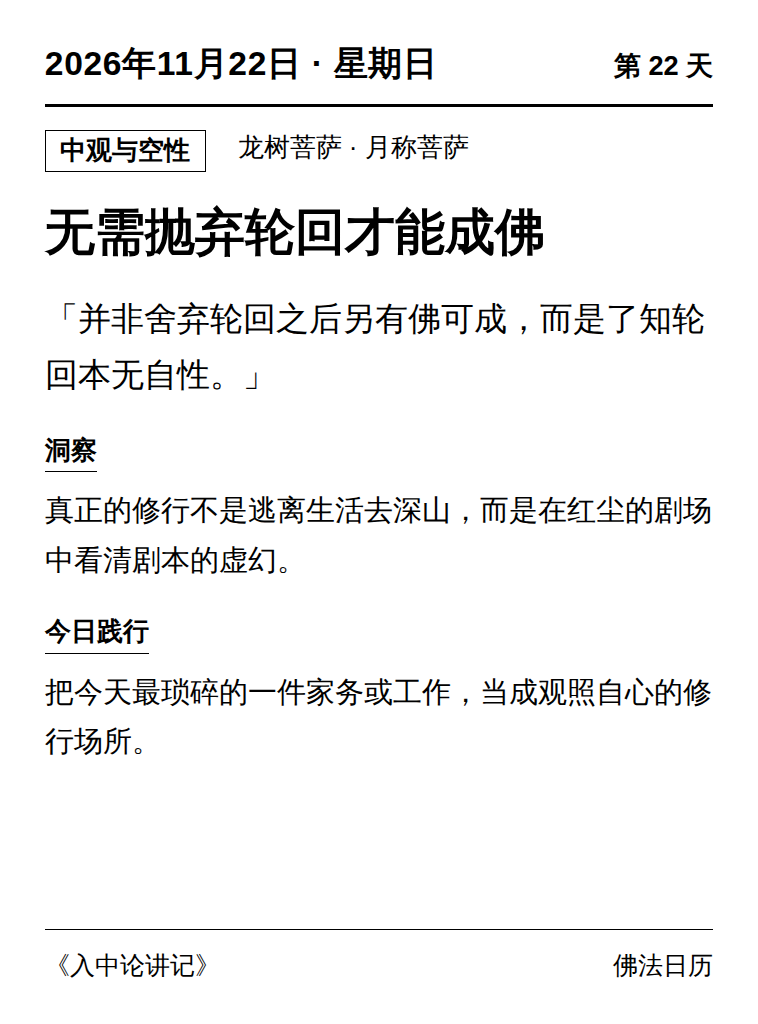 2026年11月22日 · 星期日
第 22 天
中观与空性
龙树菩萨 · 月称菩萨
无需抛弃轮回才能成佛
「并非舍弃轮回之后另有佛可成，而是了知轮
回本无自性。」
洞察
真正的修行不是逃离生活去深山，而是在红尘的剧场
中看清剧本的虚幻。
今日践行
把今天最琐碎的一件家务或工作，当成观照自心的修
行场所。
《入中论讲记》
佛法日历